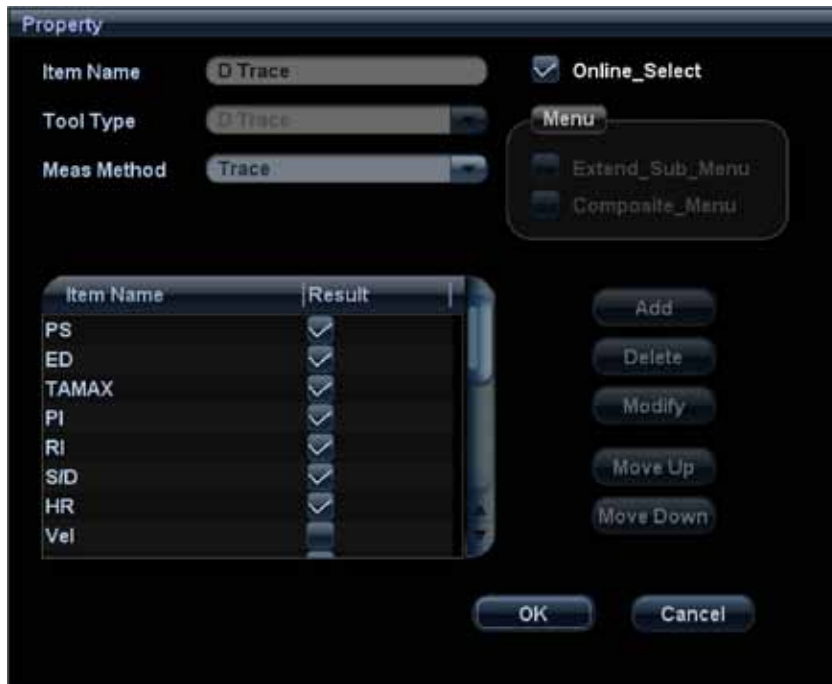 Property
Item Name D Trace Online_Select
Tool Type D Trace Menu
Meas Method Trace Extend_Sub_Menu
Composite_Menu
Item Name Result
PS
ED
TAMAX
PI
RI
S/D
HR
Vel
Add
Delete
Modify
Move Up
Move Down
OK Cancel